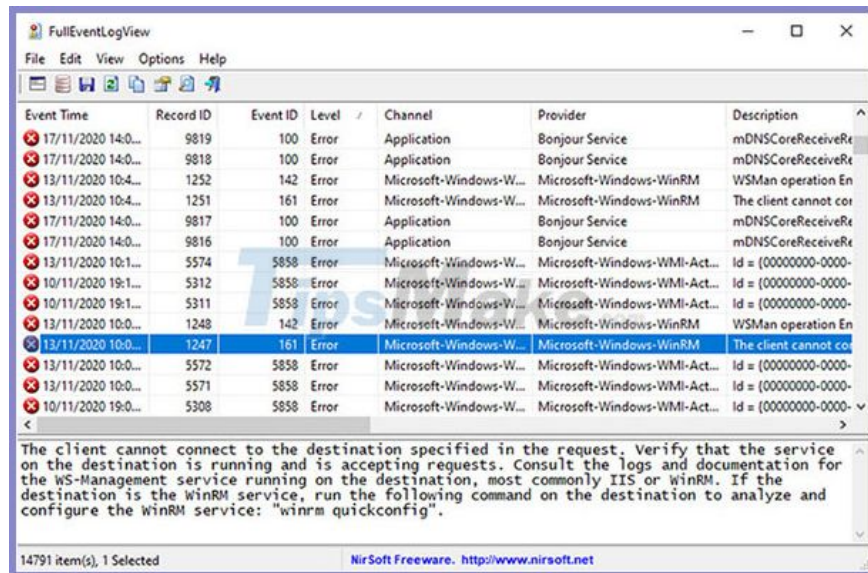 FullEventLogView
File Edit View Options Help
Event Time Record ID Event ID Level / Channel Provider Description
17/11/2020 14:0... 9819 100 Error Application Bonjour Service mDNSCoreReceiveRe
17/11/2020 14:0... 9818 100 Error Application Bonjour Service mDNSCoreReceiveRe
13/11/2020 10:4... 1252 142 Error Microsoft-Windows-W... Microsoft-Windows-WinRM WSMan operation En
13/11/2020 10:4... 1251 161 Error Microsoft-Windows-W... Microsoft-Windows-WinRM The client cannot cor
17/11/2020 14:0... 9817 100 Error Application Bonjour Service mDNSCoreReceiveRe
17/11/2020 14:0... 9816 100 Error Application Bonjour Service mDNSCoreReceiveRe
13/11/2020 10:1... 5574 5858 Error Microsoft-Windows-W... Microsoft-Windows-WMI-Act... Id = {00000000-0000-
10/11/2020 19:1... 5312 5858 Error Microsoft-Windows-W... Microsoft-Windows-WMI-Act... Id = {00000000-0000-
10/11/2020 19:1... 5311 5858 Error Microsoft-Windows-W... Microsoft-Windows-WMI-Act... Id = {00000000-0000-
13/11/2020 10:0... 1248 142 Error Microsoft-Windows-W... Microsoft-Windows-WinRM WSMan operation En
13/11/2020 10:0... 1247 161 Error Microsoft-Windows-W... Microsoft-Windows-WinRM The client cannot cor
13/11/2020 10:0... 5572 5858 Error Microsoft-Windows-W... Microsoft-Windows-WMI-Act... Id = {00000000-0000-
13/11/2020 10:0... 5571 5858 Error Microsoft-Windows-W... Microsoft-Windows-WMI-Act... Id = {00000000-0000-
10/11/2020 19:0... 5308 5858 Error Microsoft-Windows-W... Microsoft-Windows-WMI-Act... Id = {00000000-0000-
TipsMake.com
The client cannot connect to the destination specified in the request. Verify that the service
on the destination is running and is accepting requests. Consult the logs and documentation for
the WS-Management service running on the destination, most commonly IIS or WinRM. If the
destination is the WinRM service, run the following command on the destination to analyze and
configure the WinRM service: "winrm quickconfig".
14791 item(s), 1 Selected NirSoft Freeware. http://www.nirsoft.net